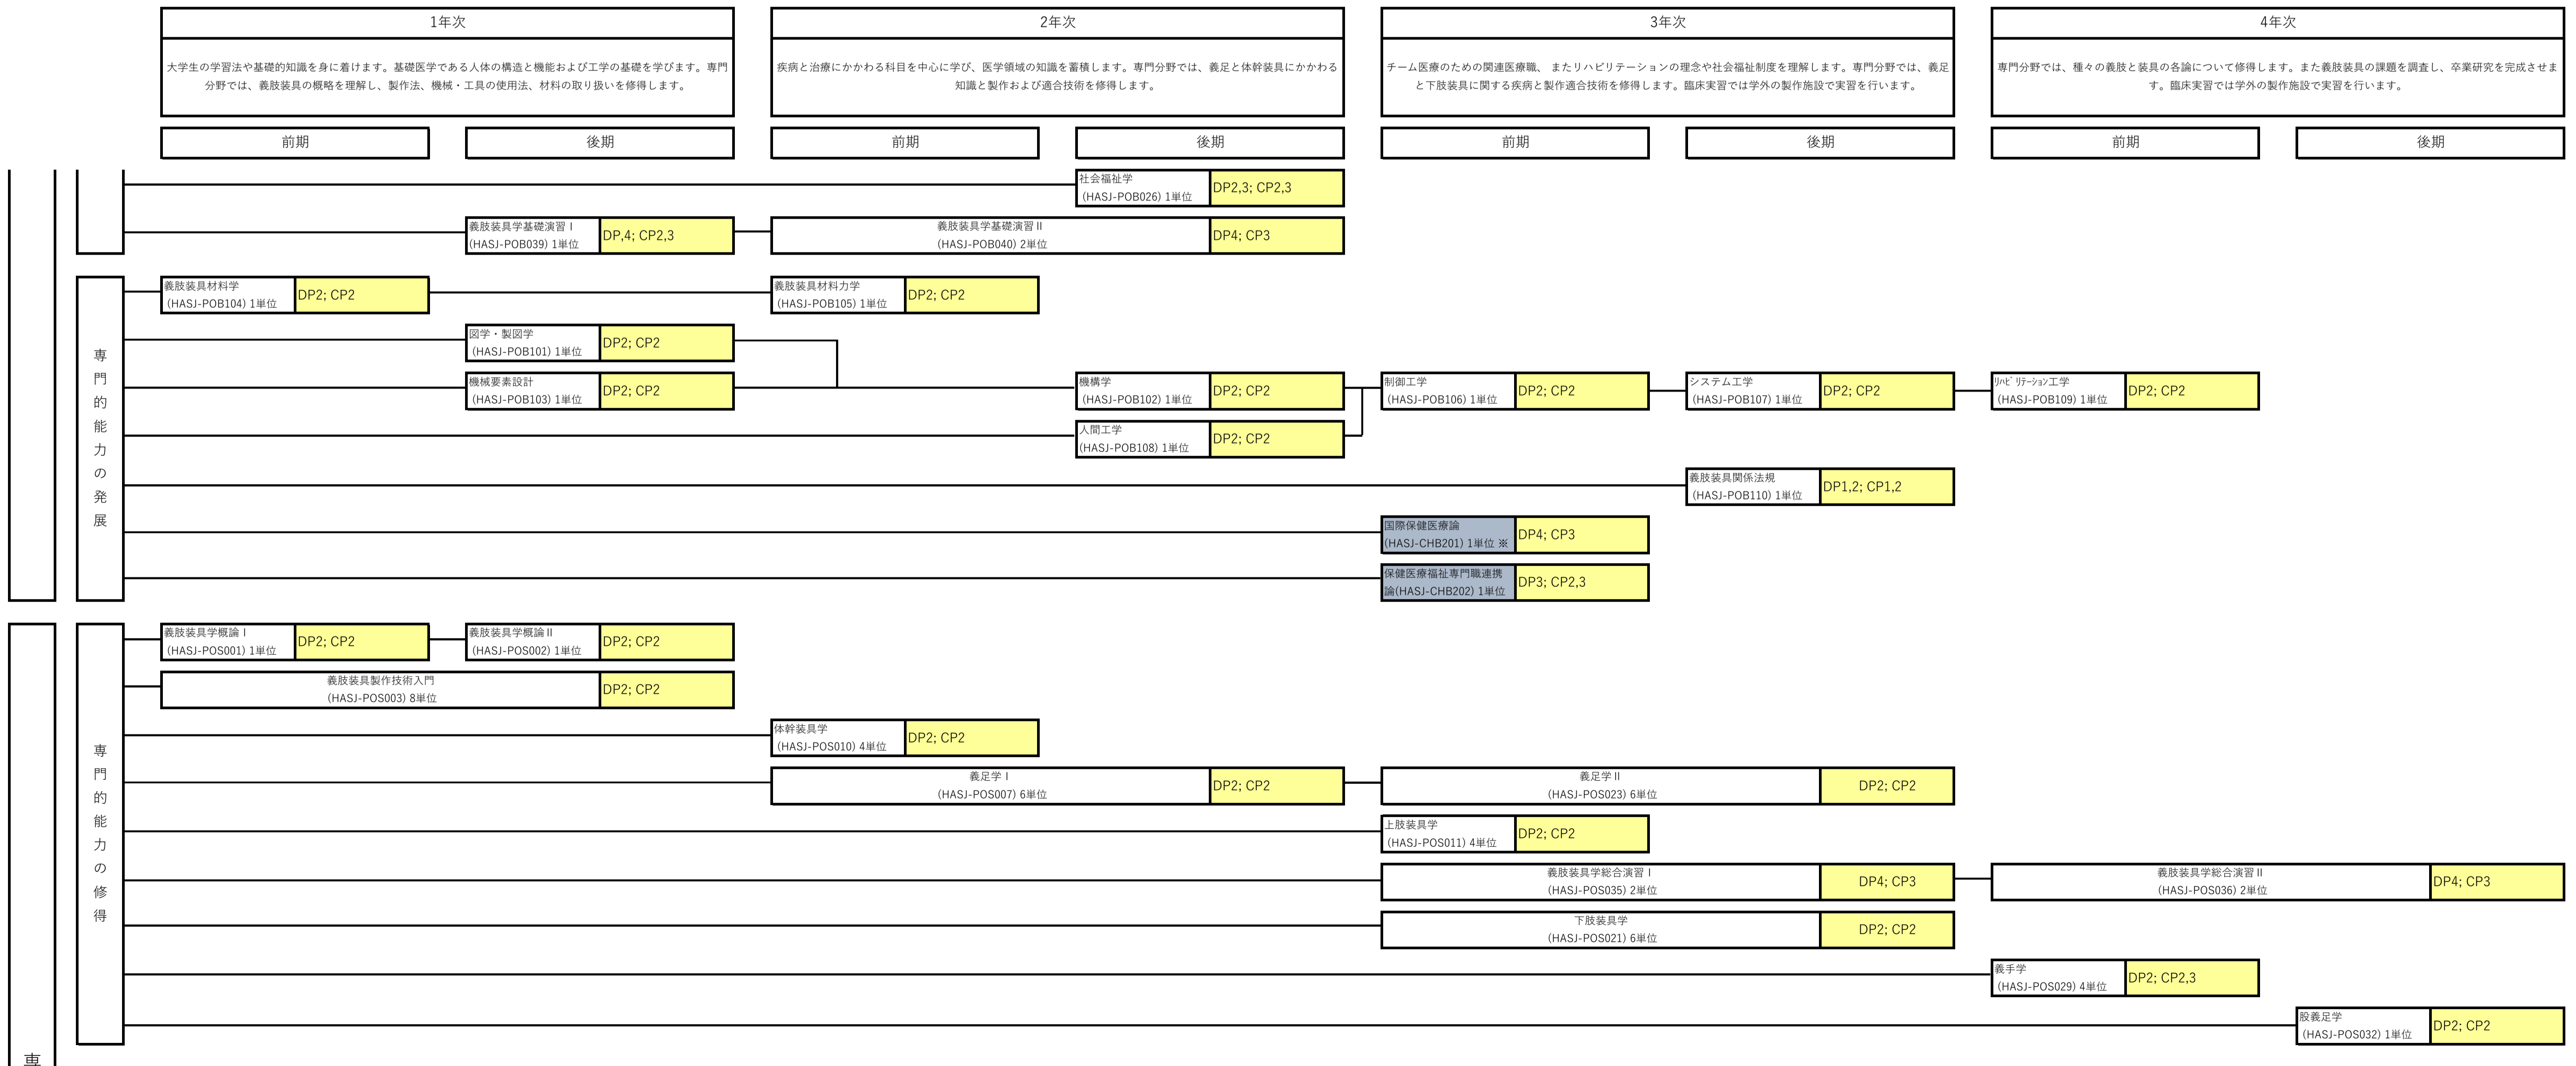 1年次
大学生の学習法や基礎的知識を身に着けます。基礎医学である人体の構造と機能および工学の基礎を学びます。専門
分野では、義肢装具の概略を理解し、製作法、機械・工具の使用法、材料の取り扱いを修得します。
2年次
疾病と治療にかかわる科目を中心に学び、医学領域の知識を蓄積します。専門分野では、義足と体幹装具にかかわる
知識と製作および適合技術を修得します。
3年次
チーム医療のための関連医療職、 またリハビリテーションの理念や社会福祉制度を理解します。専門分野では、義足
と下肢装具に関する疾病と製作適合技術を修得します。臨床実習では学外の製作施設で実習を行います。
4年次
専門分野では、種々の義肢と装具の各論について修得します。また義肢装具の課題を調査し、卒業研究を完成させま
す。臨床実習では学外の製作施設で実習を行います。
前期
後期
前期
後期
前期
後期
前期
後期
社会福祉学
(HASJ-POB026) 1単位
DP2,3; CP2,3
義肢装具学基礎演習Ⅰ
(HASJ-POB039) 1単位
DP,4; CP2,3
義肢装具学基礎演習Ⅱ
(HASJ-POB040) 2単位
DP4; CP3
専門的能力の発展
義肢装具材料学
(HASJ-POB104) 1単位
DP2; CP2
義肢装具材料力学
(HASJ-POB105) 1単位
DP2; CP2
図学・製図学
(HASJ-POB101) 1単位
DP2; CP2
機械要素設計
(HASJ-POB103) 1単位
DP2; CP2
機構学
(HASJ-POB102) 1単位
DP2; CP2
制御工学
(HASJ-POB106) 1単位
DP2; CP2
システム工学
(HASJ-POB107) 1単位
DP2; CP2
ﾘﾊﾋﾞﾘﾃｰｼｮﾝ工学
(HASJ-POB109) 1単位
DP2; CP2
人間工学
(HASJ-POB108) 1単位
DP2; CP2
義肢装具関係法規
(HASJ-POB110) 1単位
DP1,2; CP1,2
国際保健医療論
(HASJ-CHB201) 1単位 ※
DP4; CP3
保健医療福祉専門職連携
論(HASJ-CHB202) 1単位
DP3; CP2,3
専門的能力の修得
義肢装具学概論Ⅰ
(HASJ-POS001) 1単位
DP2; CP2
義肢装具学概論Ⅱ
(HASJ-POS002) 1単位
DP2; CP2
義肢装具製作技術入門
(HASJ-POS003) 8単位
DP2; CP2
体幹装具学
(HASJ-POS010) 4単位
DP2; CP2
義足学Ⅰ
(HASJ-POS007) 6単位
DP2; CP2
義足学Ⅱ
(HASJ-POS023) 6単位
DP2; CP2
上肢装具学
(HASJ-POS011) 4単位
DP2; CP2
義肢装具学総合演習Ⅰ
(HASJ-POS035) 2単位
DP4; CP3
義肢装具学総合演習Ⅱ
(HASJ-POS036) 2単位
DP4; CP3
下肢装具学
(HASJ-POS021) 6単位
DP2; CP2
義手学
(HASJ-POS029) 4単位
DP2; CP2,3
股義足学
(HASJ-POS032) 1単位
DP2; CP2
専